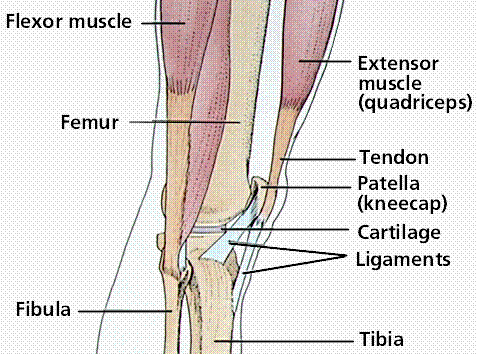 Flexor muscle
Femur
Fibula
Extensor
muscle
(quadriceps)
Tendon
Patella
(kneecap)
Cartilage
Ligaments
Tibia